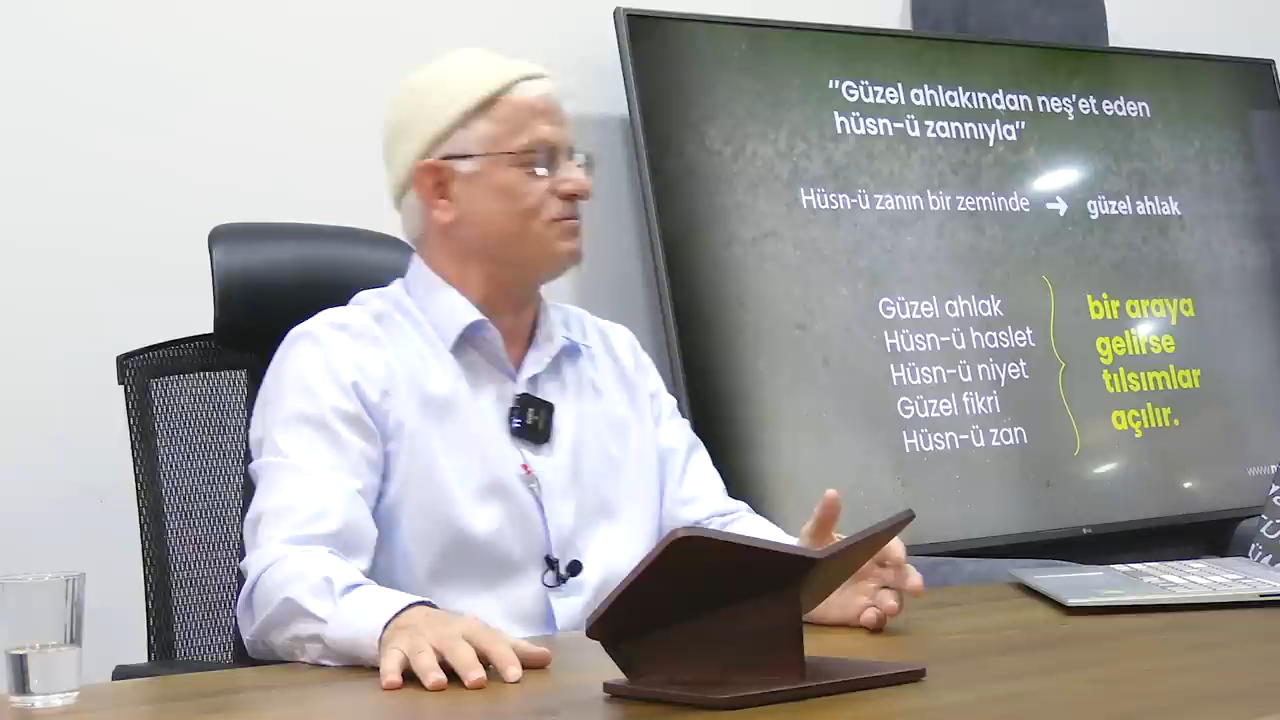 "Güzel ahlakından neş'et eden
hüsn-ü zannıyla"
Hüsn-ü zanın bir zeminde → güzel ahlak
Güzel ahlak
Hüsn-ü haslet
Hüsn-ü niyet
Güzel fikri
Hüsn-ü zan
bir araya
gelirse
tılsımlar
açılır.